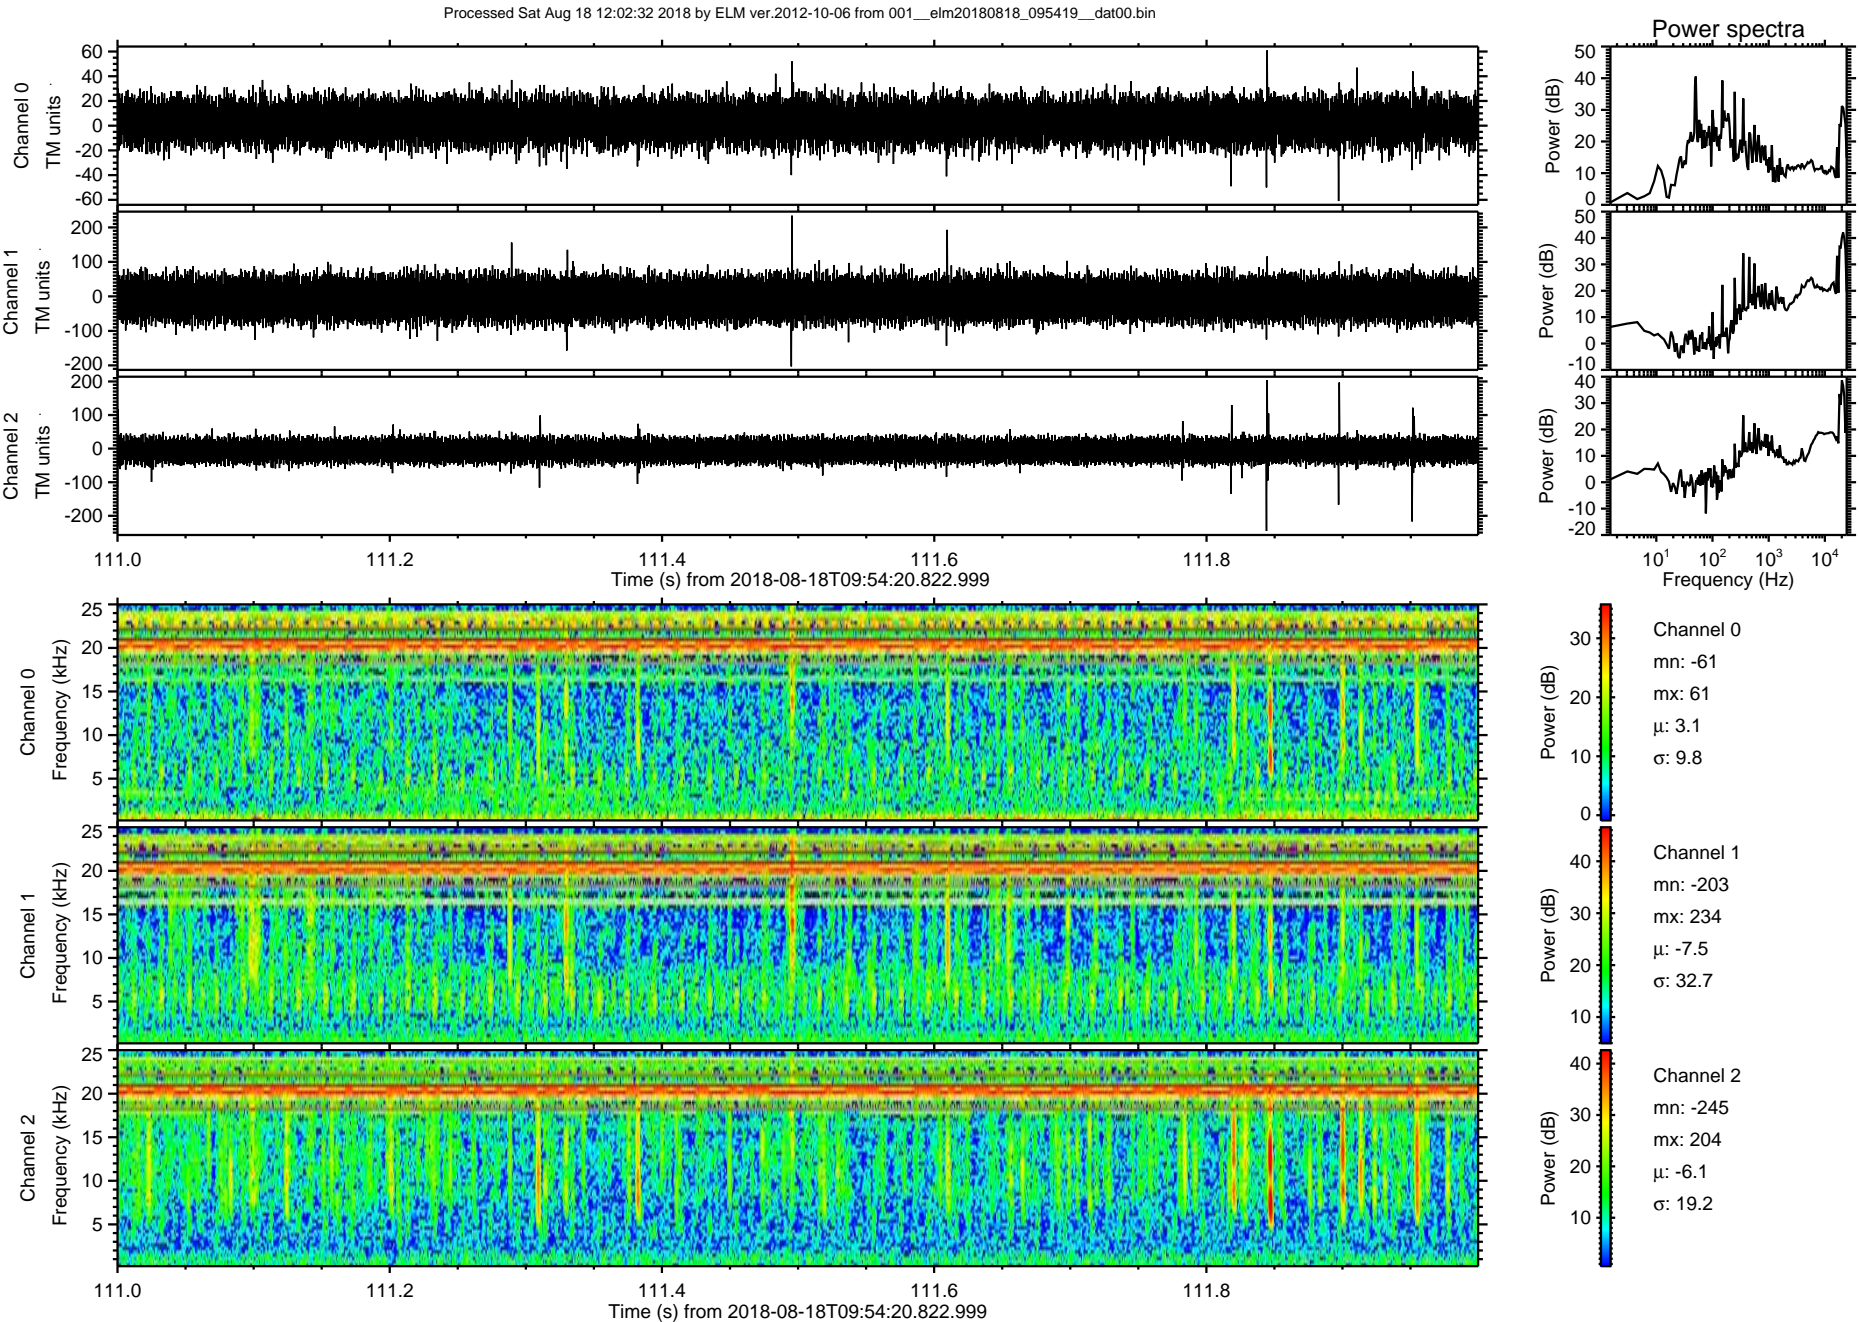 Processed Sat Aug 18 12:02:32 2018 by ELM ver.2012-10-06 from 001__elm20180818_095419__dat00.bin
Power spectra
Channel 0
TM units
60
40
20
0
-20
-40
-60
Power (dB)
50
40
30
20
10
0
Channel 1
TM units
200
100
0
-100
-200
Power (dB)
50
40
30
20
10
0
-10
Channel 2
TM units
200
100
0
-100
-200
Power (dB)
40
30
20
10
0
-10
-20
111.0 111.2 111.4 111.6 111.8
Time (s) from 2018-08-18T09:54:20.822.999
10¹ 10² 10³ 10⁴
Frequency (Hz)
Channel 0
Frequency (kHz)
25
20
15
10
5
Power (dB)
30
20
10
0
Channel 0
mn: -61
mx: 61
μ: 3.1
σ: 9.8
Channel 1
Frequency (kHz)
25
20
15
10
5
Power (dB)
40
30
20
10
Channel 1
mn: -203
mx: 234
μ: -7.5
σ: 32.7
Channel 2
Frequency (kHz)
25
20
15
10
5
Power (dB)
40
30
20
10
Channel 2
mn: -245
mx: 204
μ: -6.1
σ: 19.2
111.0 111.2 111.4 111.6 111.8
Time (s) from 2018-08-18T09:54:20.822.999